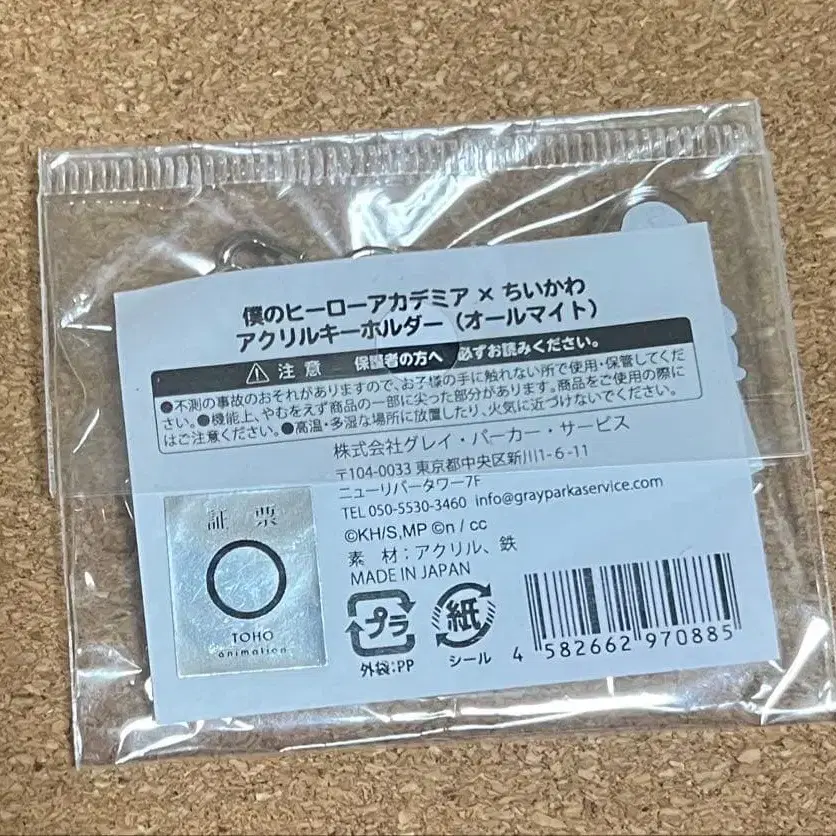 僕のヒーローアカデミア × ちいかわ
アクリルキーホルダー（オールマイト）
注意 保護者の方へ 必ずお読みください。
●不測の事故のおそれがありますので、お子様の手に触れない所で使用・保管してくだ
さい。●機能上、やむをえず商品の一部に尖った部分があります。商品をご使用の際に
はご注意ください。●高温・多湿な場所に放置したり、火気に近づけないでください。
株式会社グレイ・パーカー・サービス
〒104-0033 東京都中央区新川1-6-11
ニューリバータワー7F
TEL 050-5530-3460 info@grayparkaservice.com
©KH/S,MP ©n / cc
素 材：アクリル、鉄
MADE IN JAPAN
証 票
TOHO
animation
プラ
外袋:PP
紙
シール
4 582662 970885